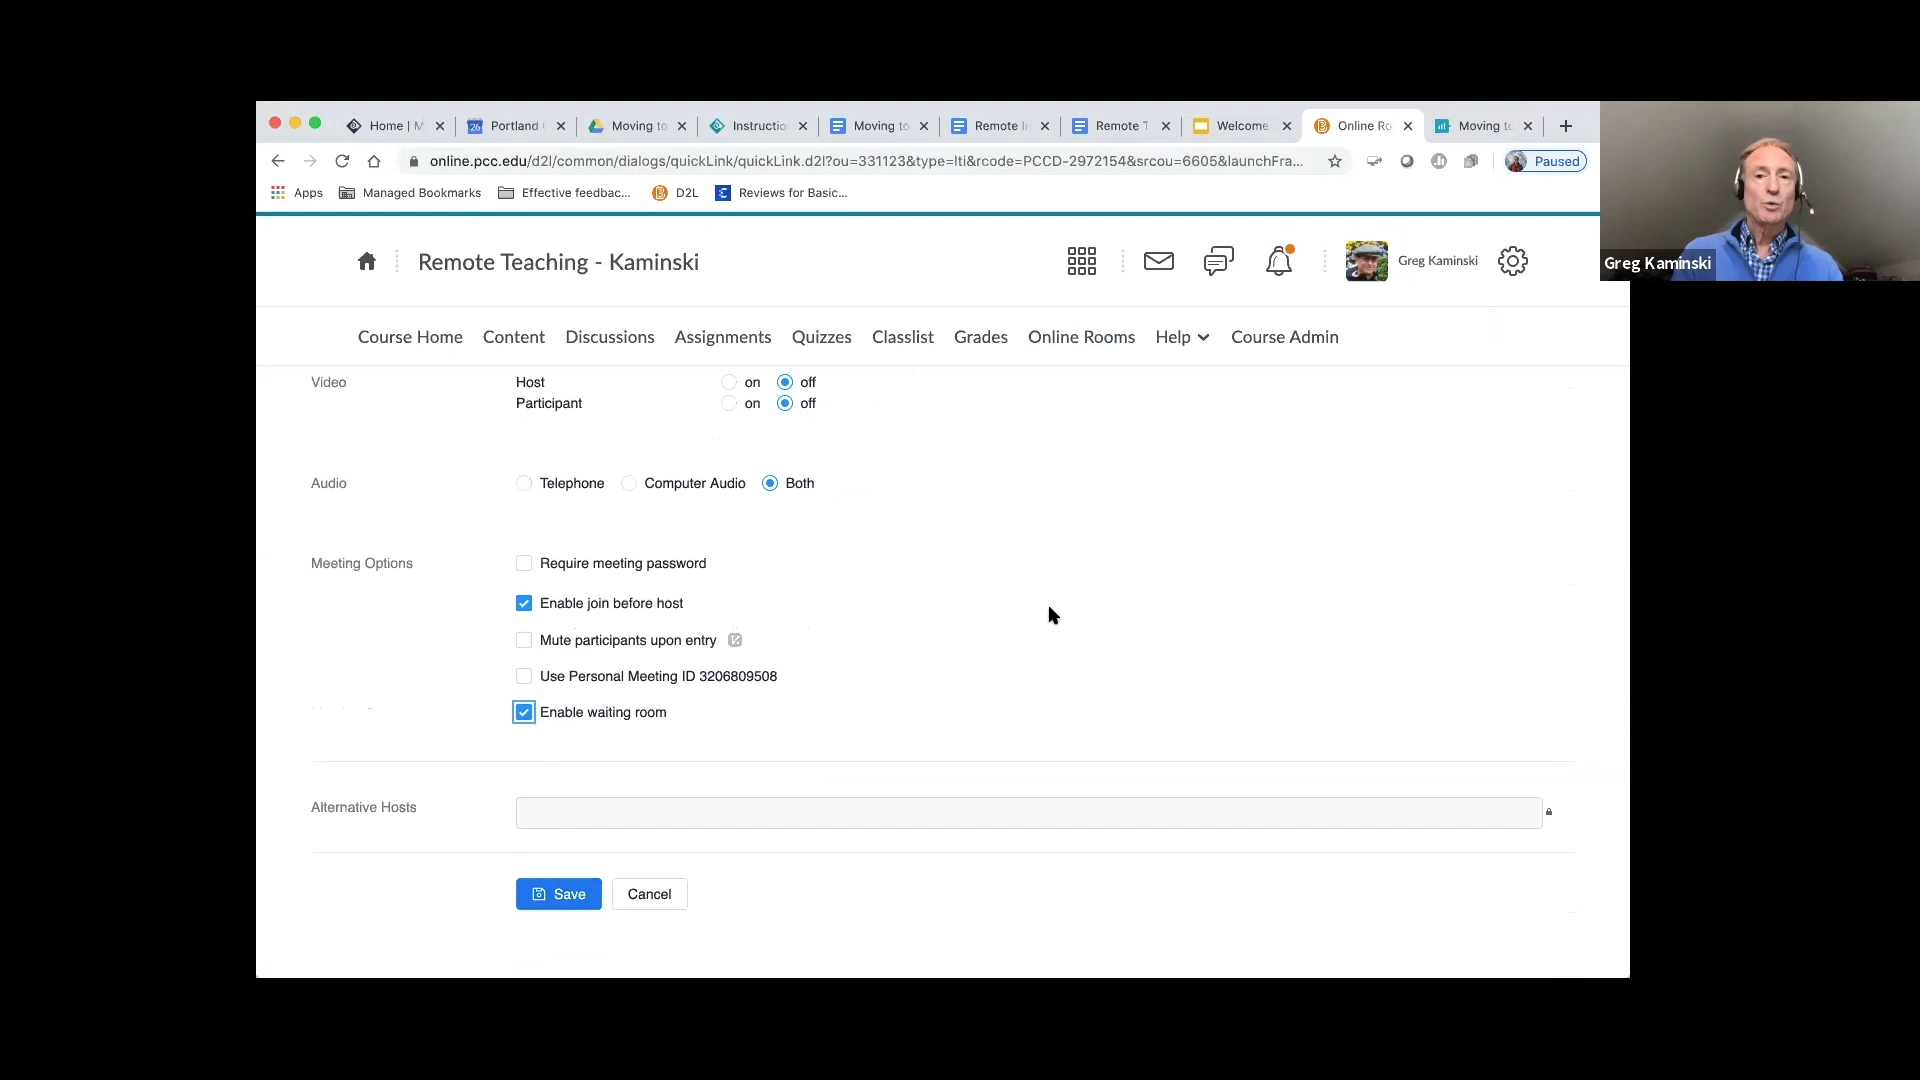 Home | M
Portland
Moving to
Instructio
Moving to
Remote I
Remote T
Welcome
Online Ro
Moving to
online.pcc.edu/d2l/common/dialogs/quickLink/quickLink.d2l?ou=331123&type=lti&rcode=PCCD-2972154&srcou=6605&launchFra...
Paused
Apps
Managed Bookmarks
Effective feedbac...
D2L
Reviews for Basic...
Remote Teaching - Kaminski
Greg Kaminski
Greg Kaminski
Course Home Content Discussions Assignments Quizzes Classlist Grades Online Rooms Help Course Admin
Video Host on off
Participant on off
Audio Telephone Computer Audio Both
Meeting Options Require meeting password
Enable join before host
Mute participants upon entry
Use Personal Meeting ID 3206809508
Enable waiting room
Alternative Hosts
Save Cancel